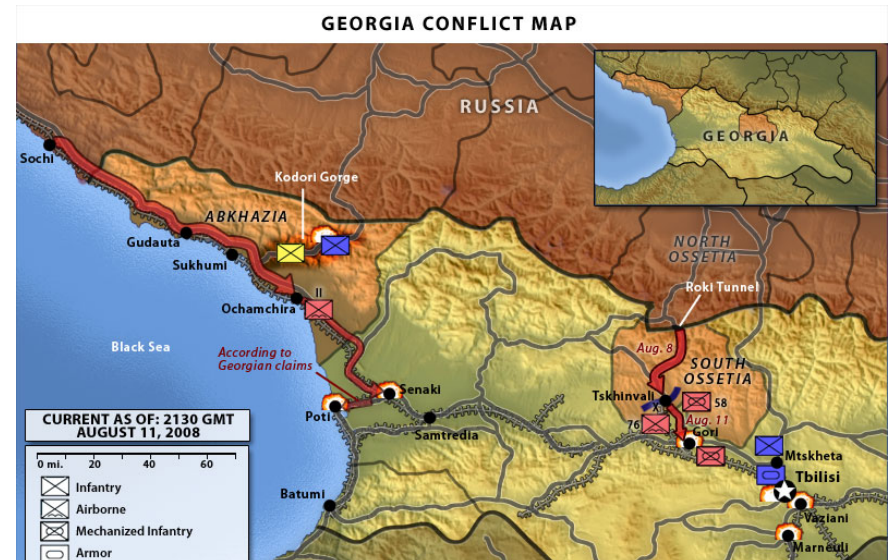 GEORGIA CONFLICT MAP
RUSSIA
GEORGIA
Sochi
Kodori Gorge
ABKHAZIA
Gudauta
Sukhumi
NORTH
OSSETIA
Roki Tunnel
II
Ochamchira
Black Sea
According to
Georgian claims
Aug. 8
SOUTH
OSSETIA
Senaki
Tskhinvali
X
58
Poti
Aug. 11
76
Samtredia
Gori
CURRENT AS OF: 2130 GMT
AUGUST 11, 2008
Mtskheta
0 mi. 20 40 60
Tbilisi
Infantry
Batumi
Airborne
Vaziani
Mechanized Infantry
Marneuli
Armor